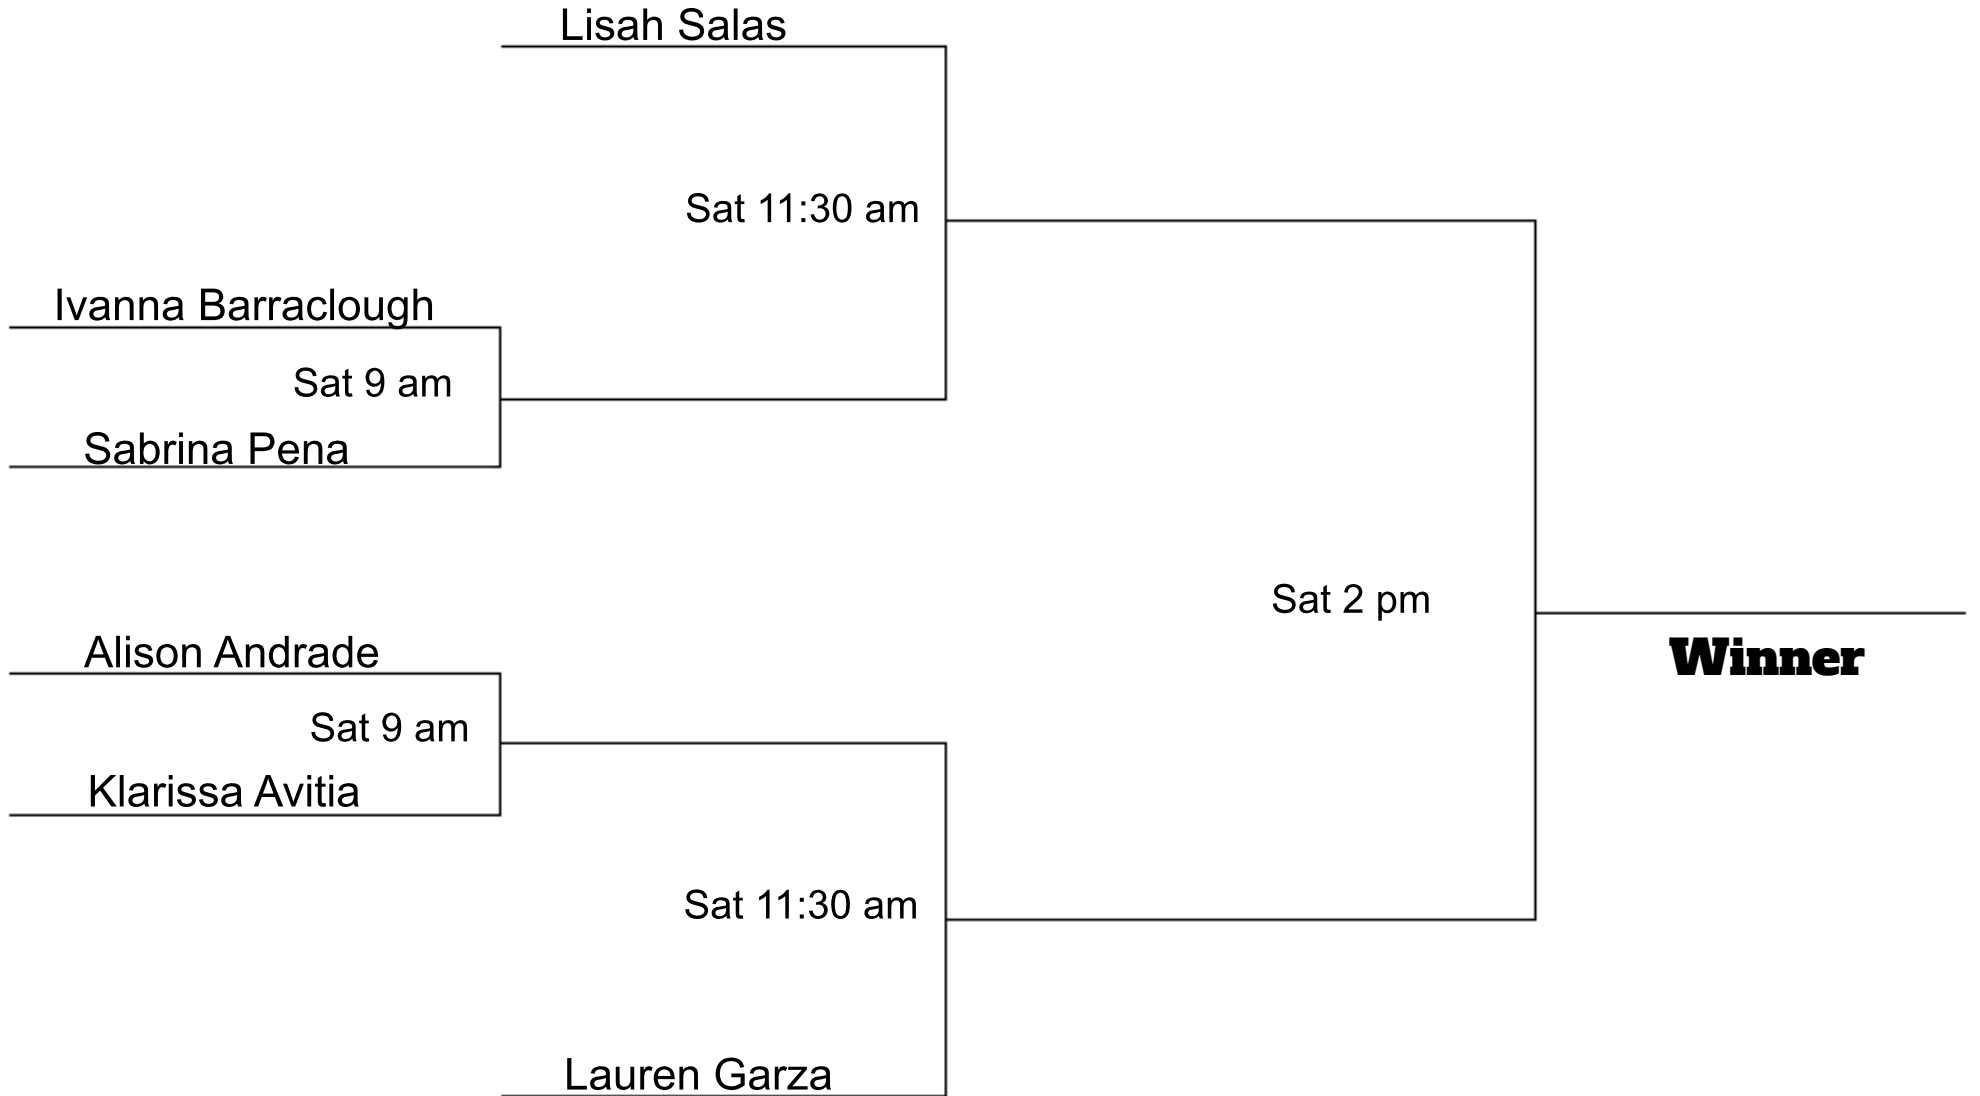 Lisah Salas
Sat 11:30 am
Ivanna Barraclough
Sat 9 am
Sabrina Pena
Sat 2 pm
Winner
Alison Andrade
Sat 9 am
Klarissa Avitia
Sat 11:30 am
Lauren Garza